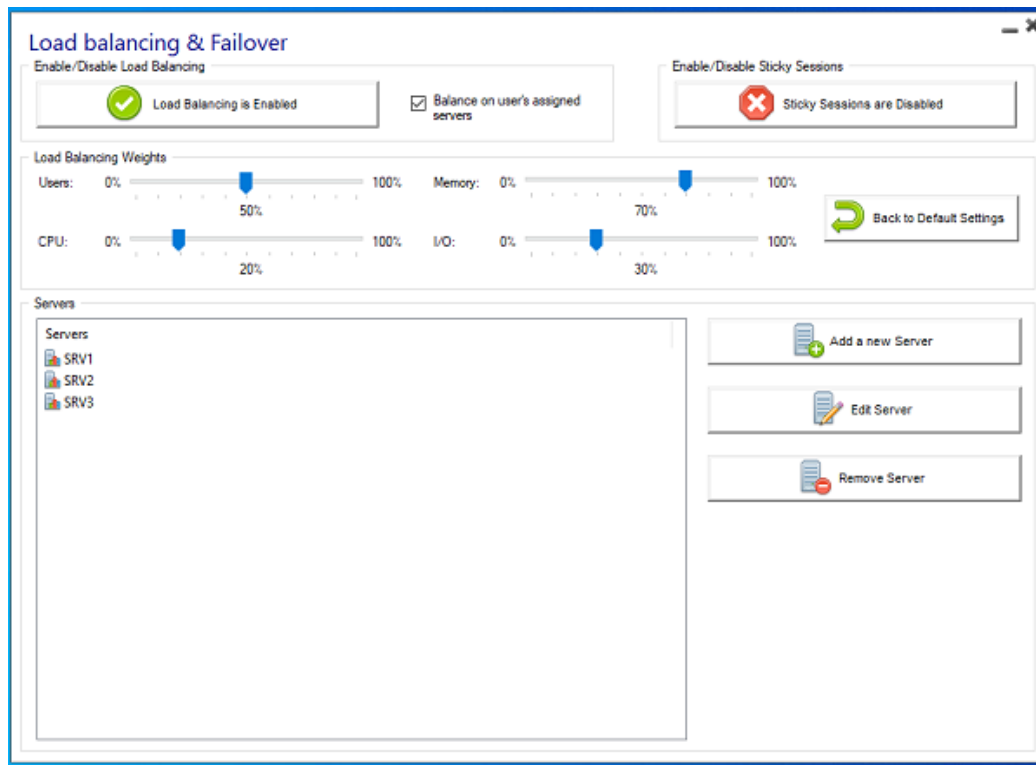 Load balancing & Failover
Enable/Disable Load Balancing
Load Balancing is Enabled
Balance on user's assigned
servers
Enable/Disable Sticky Sessions
Sticky Sessions are Disabled
Load Balancing Weights
Users: 0% 100%
50%
Memory: 0% 100%
70%
CPU: 0% 100%
20%
I/O: 0% 100%
30%
Back to Default Settings
Servers
Servers
SRV1
SRV2
SRV3
Add a new Server
Edit Server
Remove Server